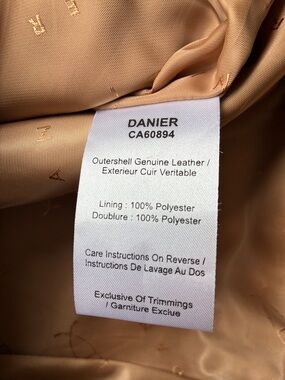 DANIER
CA60894
Outershell Genuine Leather /
Exterieur Cuir Veritable
Lining : 100% Polyester
Doublure : 100% Polyester
Care Instructions On Reverse /
Instructions De Lavage Au Dos
Exclusive Of Trimmings
/ Garniture Exclue